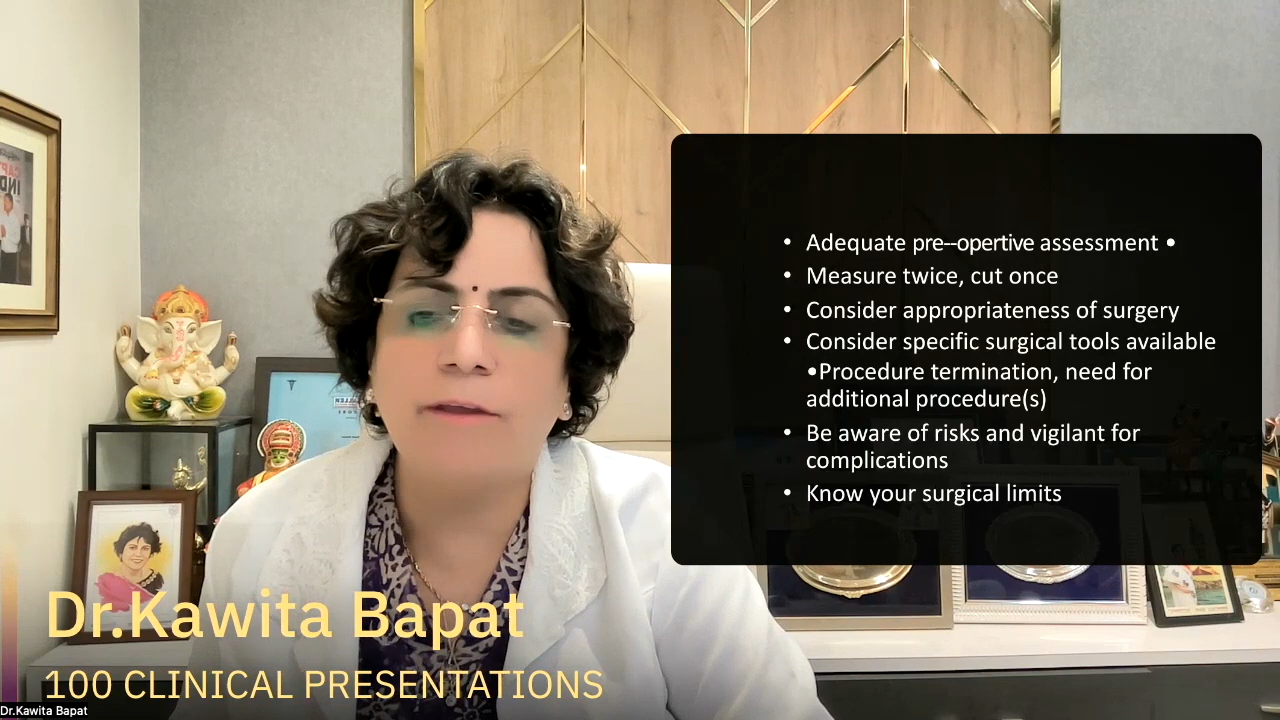 • Adequate pre--opertive assessment •
• Measure twice, cut once
• Consider appropriateness of surgery
• Consider specific surgical tools available
•Procedure termination, need for
additional procedure(s)
• Be aware of risks and vigilant for
complications
• Know your surgical limits
Dr.Kawita Bapat
100 CLINICAL PRESENTATIONS
Dr.Kawita Bapat